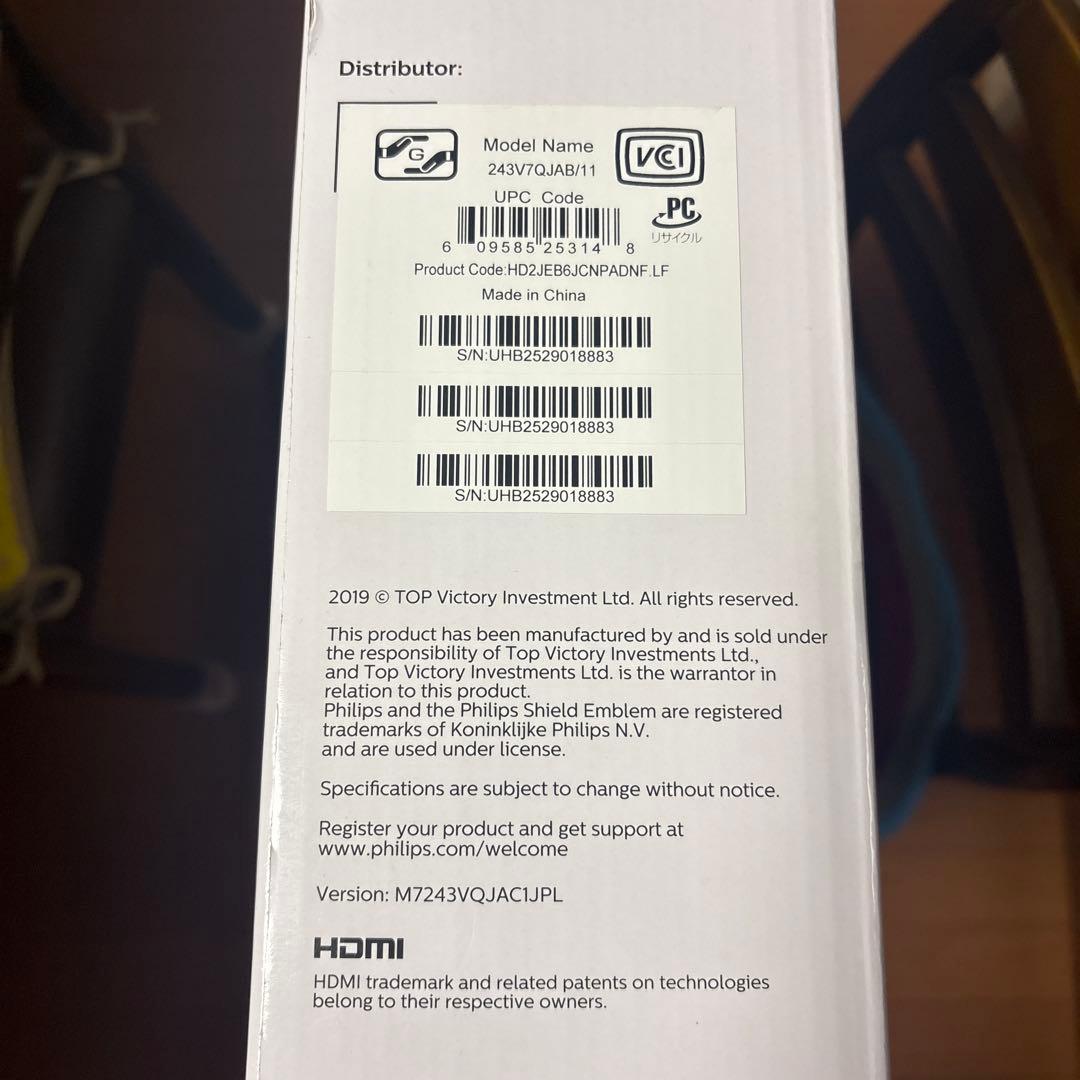 Distributor:
G
Model Name
243V7QJAB/11
VCCI
UPC Code
PC
リサイクル
6 09585 25314 8
Product Code:HD2JEB6JCNPADNF.LF
Made in China
S/N:UHB2529018883
S/N:UHB2529018883
S/N:UHB2529018883
2019 © TOP Victory Investment Ltd. All rights reserved.
This product has been manufactured by and is sold under
the responsibility of Top Victory Investments Ltd.,
and Top Victory Investments Ltd. is the warrantor in
relation to this product.
Philips and the Philips Shield Emblem are registered
trademarks of Koninklijke Philips N.V.
and are used under license.
Specifications are subject to change without notice.
Register your product and get support at
www.philips.com/welcome
Version: M7243VQJAC1JPL
HDMI
HDMI trademark and related patents on technologies
belong to their respective owners.